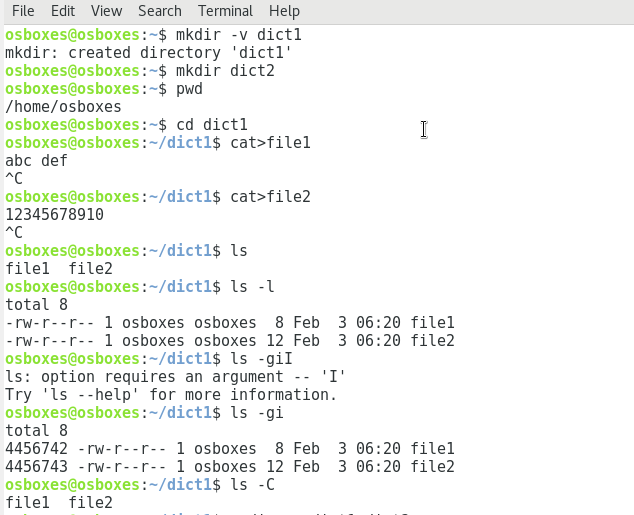 File Edit View Search Terminal Help
osboxes@osboxes:~$ mkdir -v dict1
mkdir: created directory 'dict1'
osboxes@osboxes:~$ mkdir dict2
osboxes@osboxes:~$ pwd
/home/osboxes
osboxes@osboxes:~$ cd dict1
osboxes@osboxes:~/dict1$ cat>file1
abc def
^C
osboxes@osboxes:~/dict1$ cat>file2
12345678910
^C
osboxes@osboxes:~/dict1$ ls
file1  file2
osboxes@osboxes:~/dict1$ ls -l
total 8
-rw-r--r-- 1 osboxes osboxes  8 Feb  3 06:20 file1
-rw-r--r-- 1 osboxes osboxes 12 Feb  3 06:20 file2
osboxes@osboxes:~/dict1$ ls -giI
ls: option requires an argument -- 'I'
Try 'ls --help' for more information.
osboxes@osboxes:~/dict1$ ls -gi
total 8
4456742 -rw-r--r-- 1 osboxes  8 Feb  3 06:20 file1
4456743 -rw-r--r-- 1 osboxes 12 Feb  3 06:20 file2
osboxes@osboxes:~/dict1$ ls -C
file1  file2